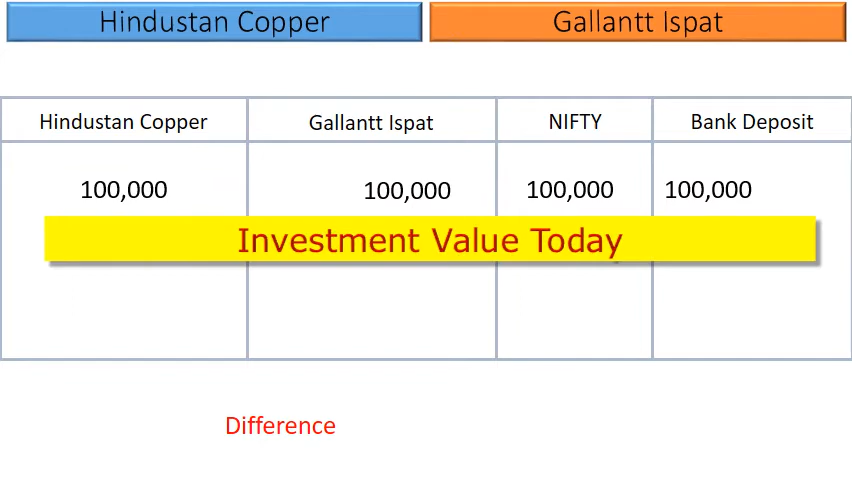 Hindustan Copper
Gallantt Ispat
Hindustan Copper Gallantt Ispat NIFTY Bank Deposit
100,000 100,000 100,000 100,000
Investment Value Today
Difference